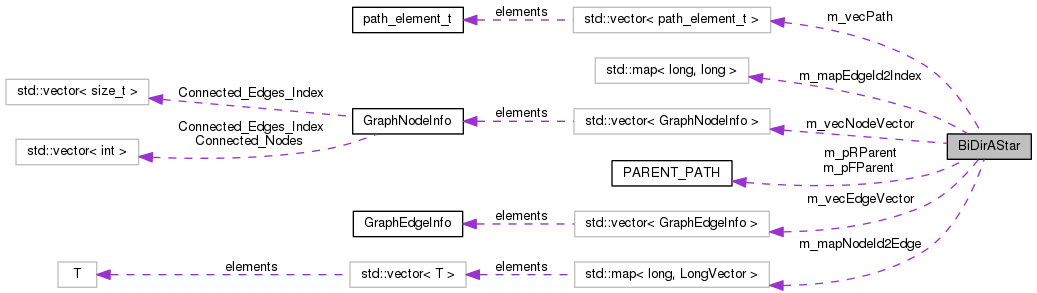 path_element_t
elements
std::vector< path_element_t >
m_vecPath
std::map< long, long >
m_mapEdgeId2Index
std::vector< size_t >
Connected_Edges_Index
GraphNodeInfo
elements
std::vector< GraphNodeInfo >
m_vecNodeVector
BiDirAStar
std::vector< int >
Connected_Edges_Index
Connected_Nodes
PARENT_PATH
m_pRParent
m_pFParent
GraphEdgeInfo
elements
std::vector< GraphEdgeInfo >
m_vecEdgeVector
T
elements
std::vector< T >
elements
std::map< long, LongVector >
m_mapNodeId2Edge